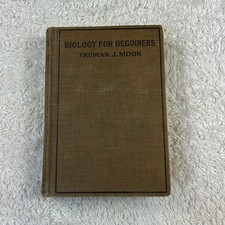 BIOLOGY FOR BEGINNERS
TRUMAN J. MOON